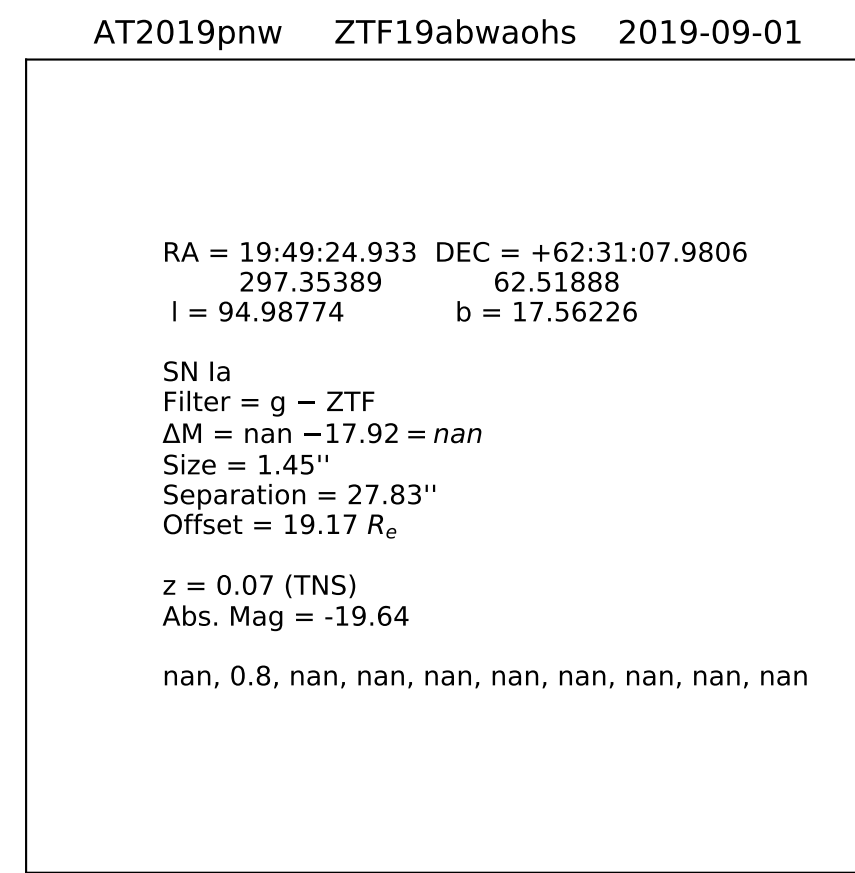 AT2019pnw ZTF19abwaohs 2019-09-01
RA = 19:49:24.933 DEC = +62:31:07.9806
297.35389 62.51888
l = 94.98774 b = 17.56226
SN Ia
Filter = g − ZTF
ΔM = nan −17.92 = nan
Size = 1.45''
Separation = 27.83''
Offset = 19.17 Re
z = 0.07 (TNS)
Abs. Mag = -19.64
nan, 0.8, nan, nan, nan, nan, nan, nan, nan, nan